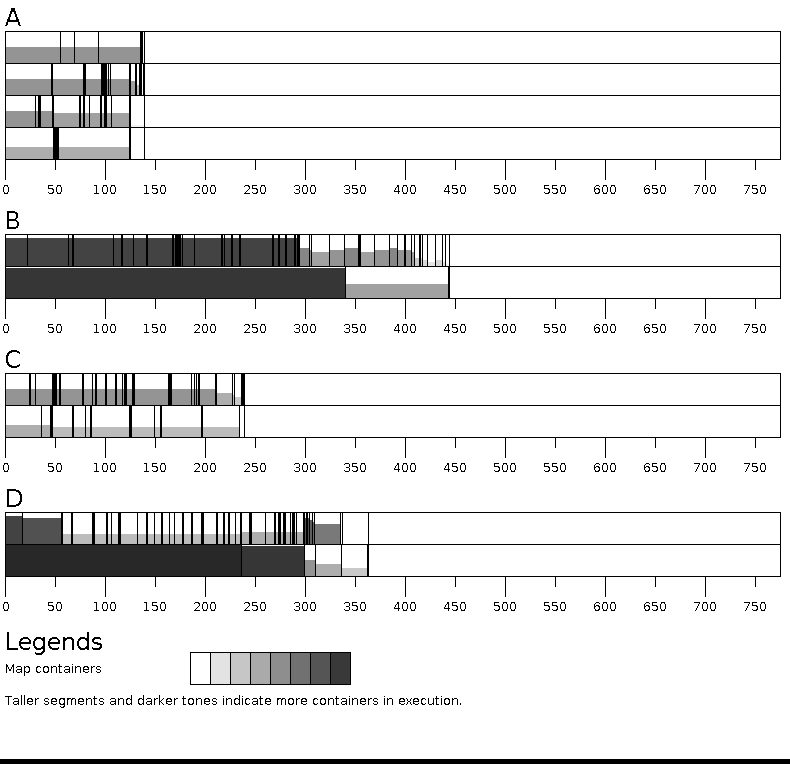 A
0 50 100 150 200 250 300 350 400 450 500 550 600 650 700 750
B
0 50 100 150 200 250 300 350 400 450 500 550 600 650 700 750
C
0 50 100 150 200 250 300 350 400 450 500 550 600 650 700 750
D
0 50 100 150 200 250 300 350 400 450 500 550 600 650 700 750
Legends
Map containers
Taller segments and darker tones indicate more containers in execution.